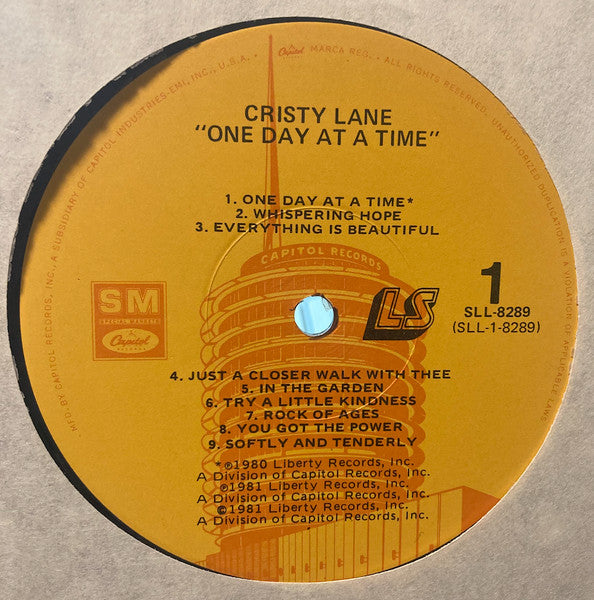 MFD BY CAPITOL RECORDS, INC., A SUBSIDIARY OF CAPITOL INDUSTRIES-EMI, INC., U.S.A. • Capitol MARCA REG. • ALL RIGHTS RESERVED. UNAUTHORIZED DUPLICATION IS A VIOLATION OF APPLICABLE LAWS
CRISTY LANE
"ONE DAY AT A TIME"
1. ONE DAY AT A TIME*
2. WHISPERING HOPE
3. EVERYTHING IS BEAUTIFUL
CAPITOL RECORDS
SM
SPECIAL MARKETS
Capitol
RECORDS
LS
1
SLL-8289
(SLL-1-8289)
4. JUST A CLOSER WALK WITH THEE
5. IN THE GARDEN
6. TRY A LITTLE KINDNESS
7. ROCK OF AGES
8. YOU GOT THE POWER
9. SOFTLY AND TENDERLY
*℗1980 Liberty Records, Inc.
A Division of Capitol Records, Inc.
℗1981 Liberty Records, Inc.
A Division of Capitol Records, Inc.
©1981 Liberty Records, Inc.
A Division of Capitol Records, Inc.